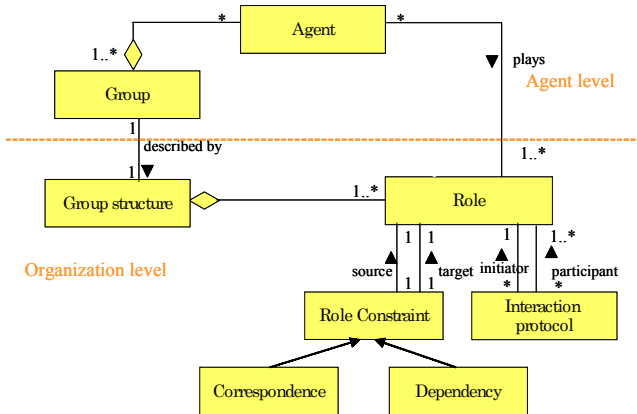 * Agent *
1..*
plays
Group
Agent level
1
described by
1
1..*
Group structure
1..*
Role
1 1 1 1..*
Organization level
source target initiator participant
1 1 * *
Role Constraint
Interaction
protocol
Correspondence
Dependency